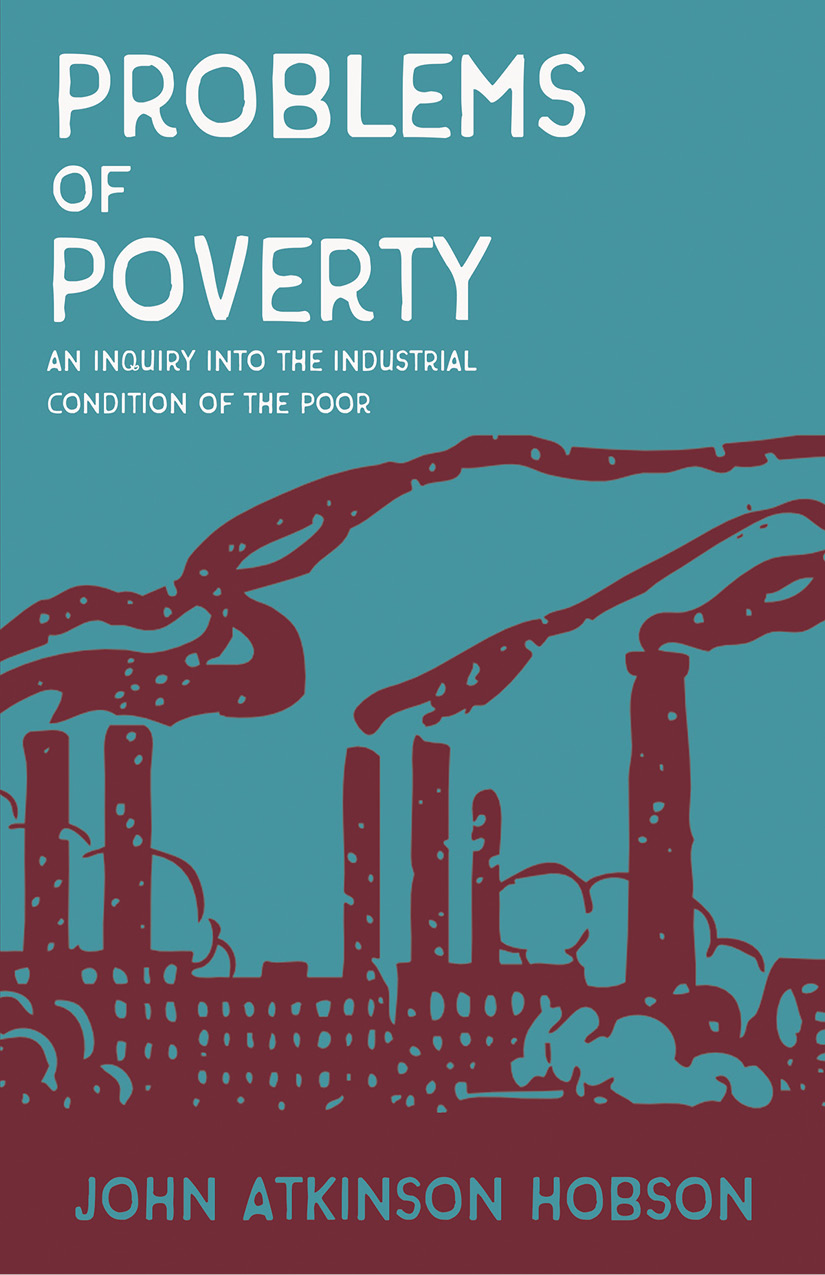 PROBLEMS
OF
POVERTY
AN INQUIRY INTO THE INDUSTRIAL
CONDITION OF THE POOR
JOHN ATKINSON HOBSON